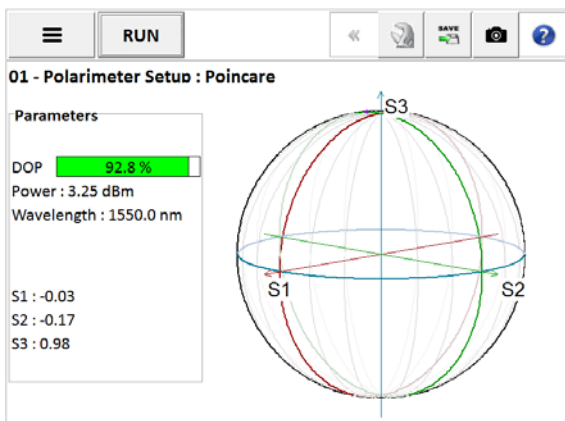 RUN
SAVE
?
01 - Polarimeter Setup : Poincare
Parameters
DOP 92.8 %
Power : 3.25 dBm
Wavelength : 1550.0 nm
S1 : -0.03
S2 : -0.17
S3 : 0.98
S3
S1
S2